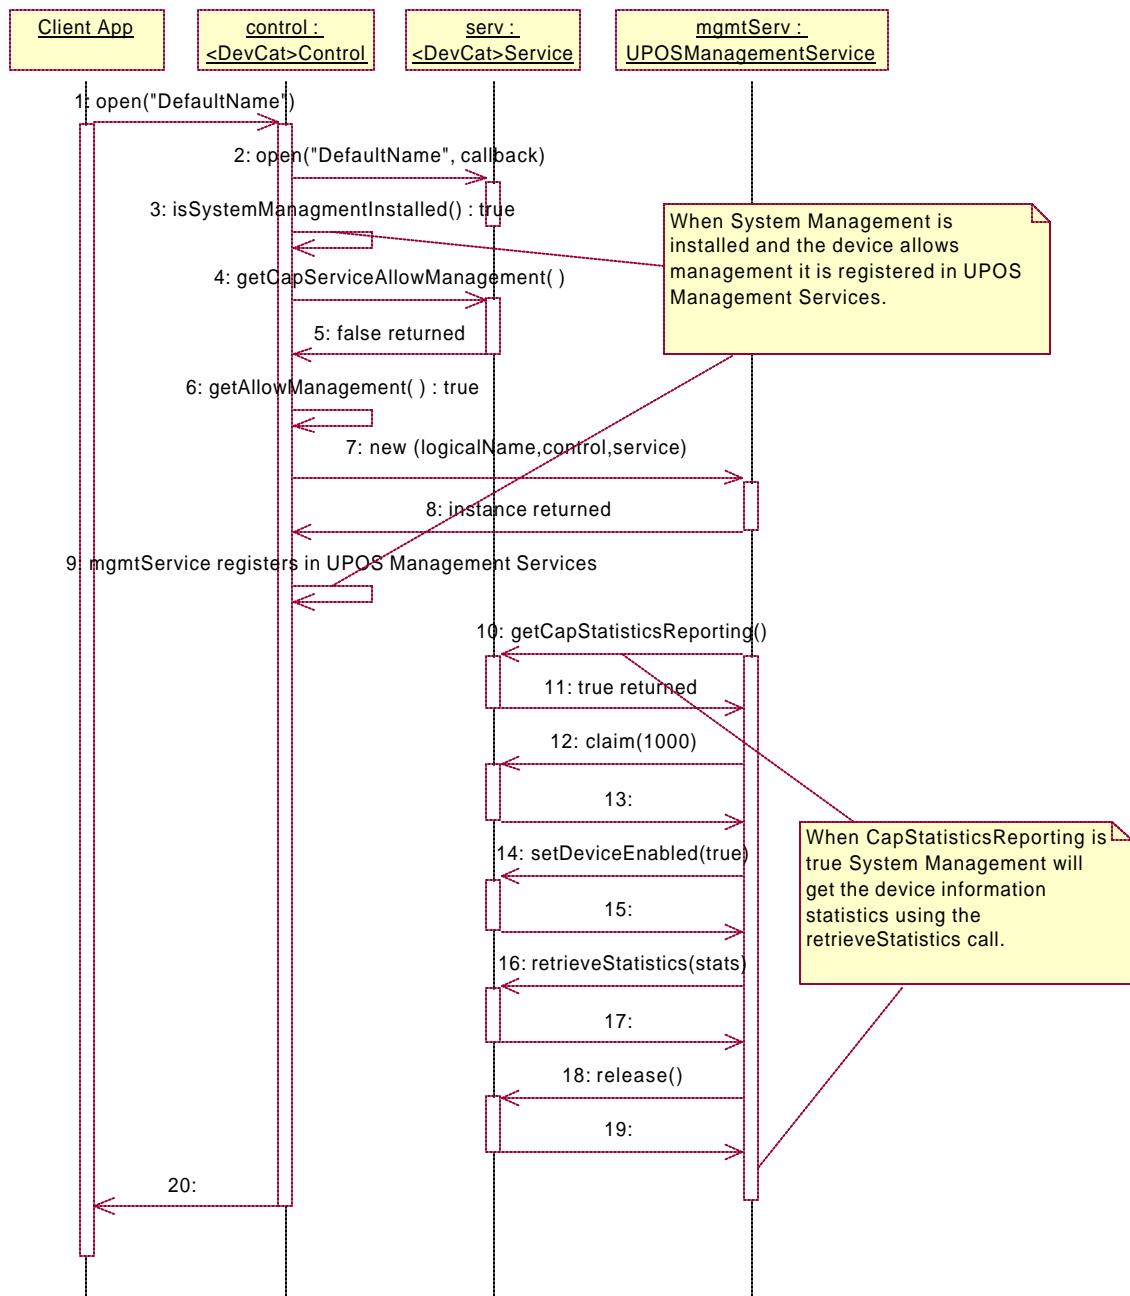 Client App
control :
<DevCat>Control
serv :
<DevCat>Service
mgmtServ :
UPOSManagementService
1: open("DefaultName")
2: open("DefaultName", callback)
3: isSystemManagmentInstalled() : true
When System Management is
installed and the device allows
management it is registered in UPOS
Management Services.
4: getCapServiceAllowManagement( )
5: false returned
6: getAllowManagement( ) : true
7: new (logicalName,control,service)
8: instance returned
9: mgmtService registers in UPOS Management Services
10: getCapStatisticsReporting()
11: true returned
12: claim(1000)
13:
When CapStatisticsReporting is
true System Management will
get the device information
statistics using the
retrieveStatistics call.
14: setDeviceEnabled(true)
15:
16: retrieveStatistics(stats)
17:
18: release()
19:
20: